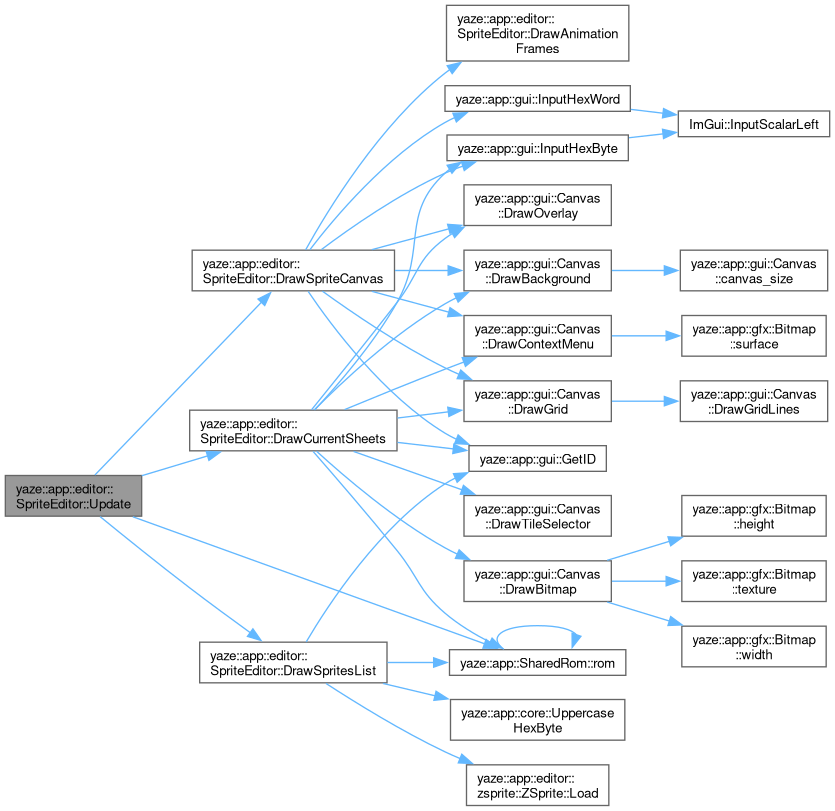 yaze::app::editor::
SpriteEditor::Update
yaze::app::editor::
SpriteEditor::DrawSpriteCanvas
yaze::app::editor::
SpriteEditor::DrawCurrentSheets
yaze::app::editor::
SpriteEditor::DrawSpritesList
yaze::app::editor::
SpriteEditor::DrawAnimation
Frames
yaze::app::gui::InputHexWord
yaze::app::gui::InputHexByte
yaze::app::gui::Canvas
::DrawOverlay
yaze::app::gui::Canvas
::DrawBackground
yaze::app::gui::Canvas
::DrawContextMenu
yaze::app::gui::Canvas
::DrawGrid
yaze::app::gui::GetID
yaze::app::gui::Canvas
::DrawTileSelector
yaze::app::gui::Canvas
::DrawBitmap
yaze::app::SharedRom::rom
yaze::app::core::Uppercase
HexByte
yaze::app::editor::
zsprite::ZSprite::Load
ImGui::InputScalarLeft
yaze::app::gui::Canvas
::canvas_size
yaze::app::gfx::Bitmap
::surface
yaze::app::gui::Canvas
::DrawGridLines
yaze::app::gfx::Bitmap
::height
yaze::app::gfx::Bitmap
::texture
yaze::app::gfx::Bitmap
::width